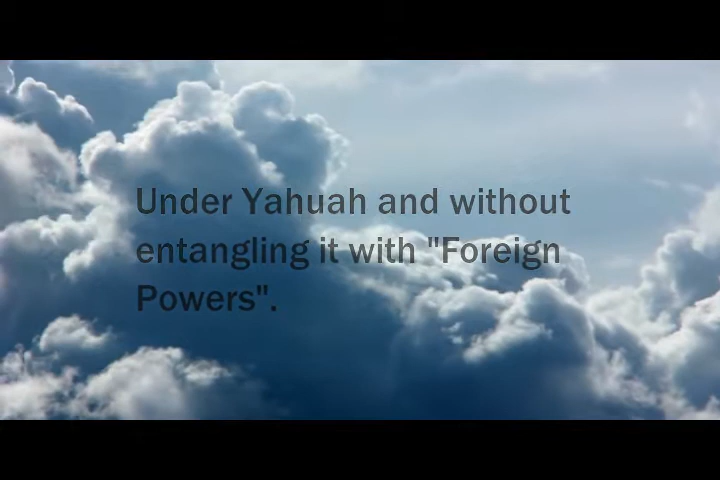 Under Yahuah and without
entangling it with "Foreign
Powers".